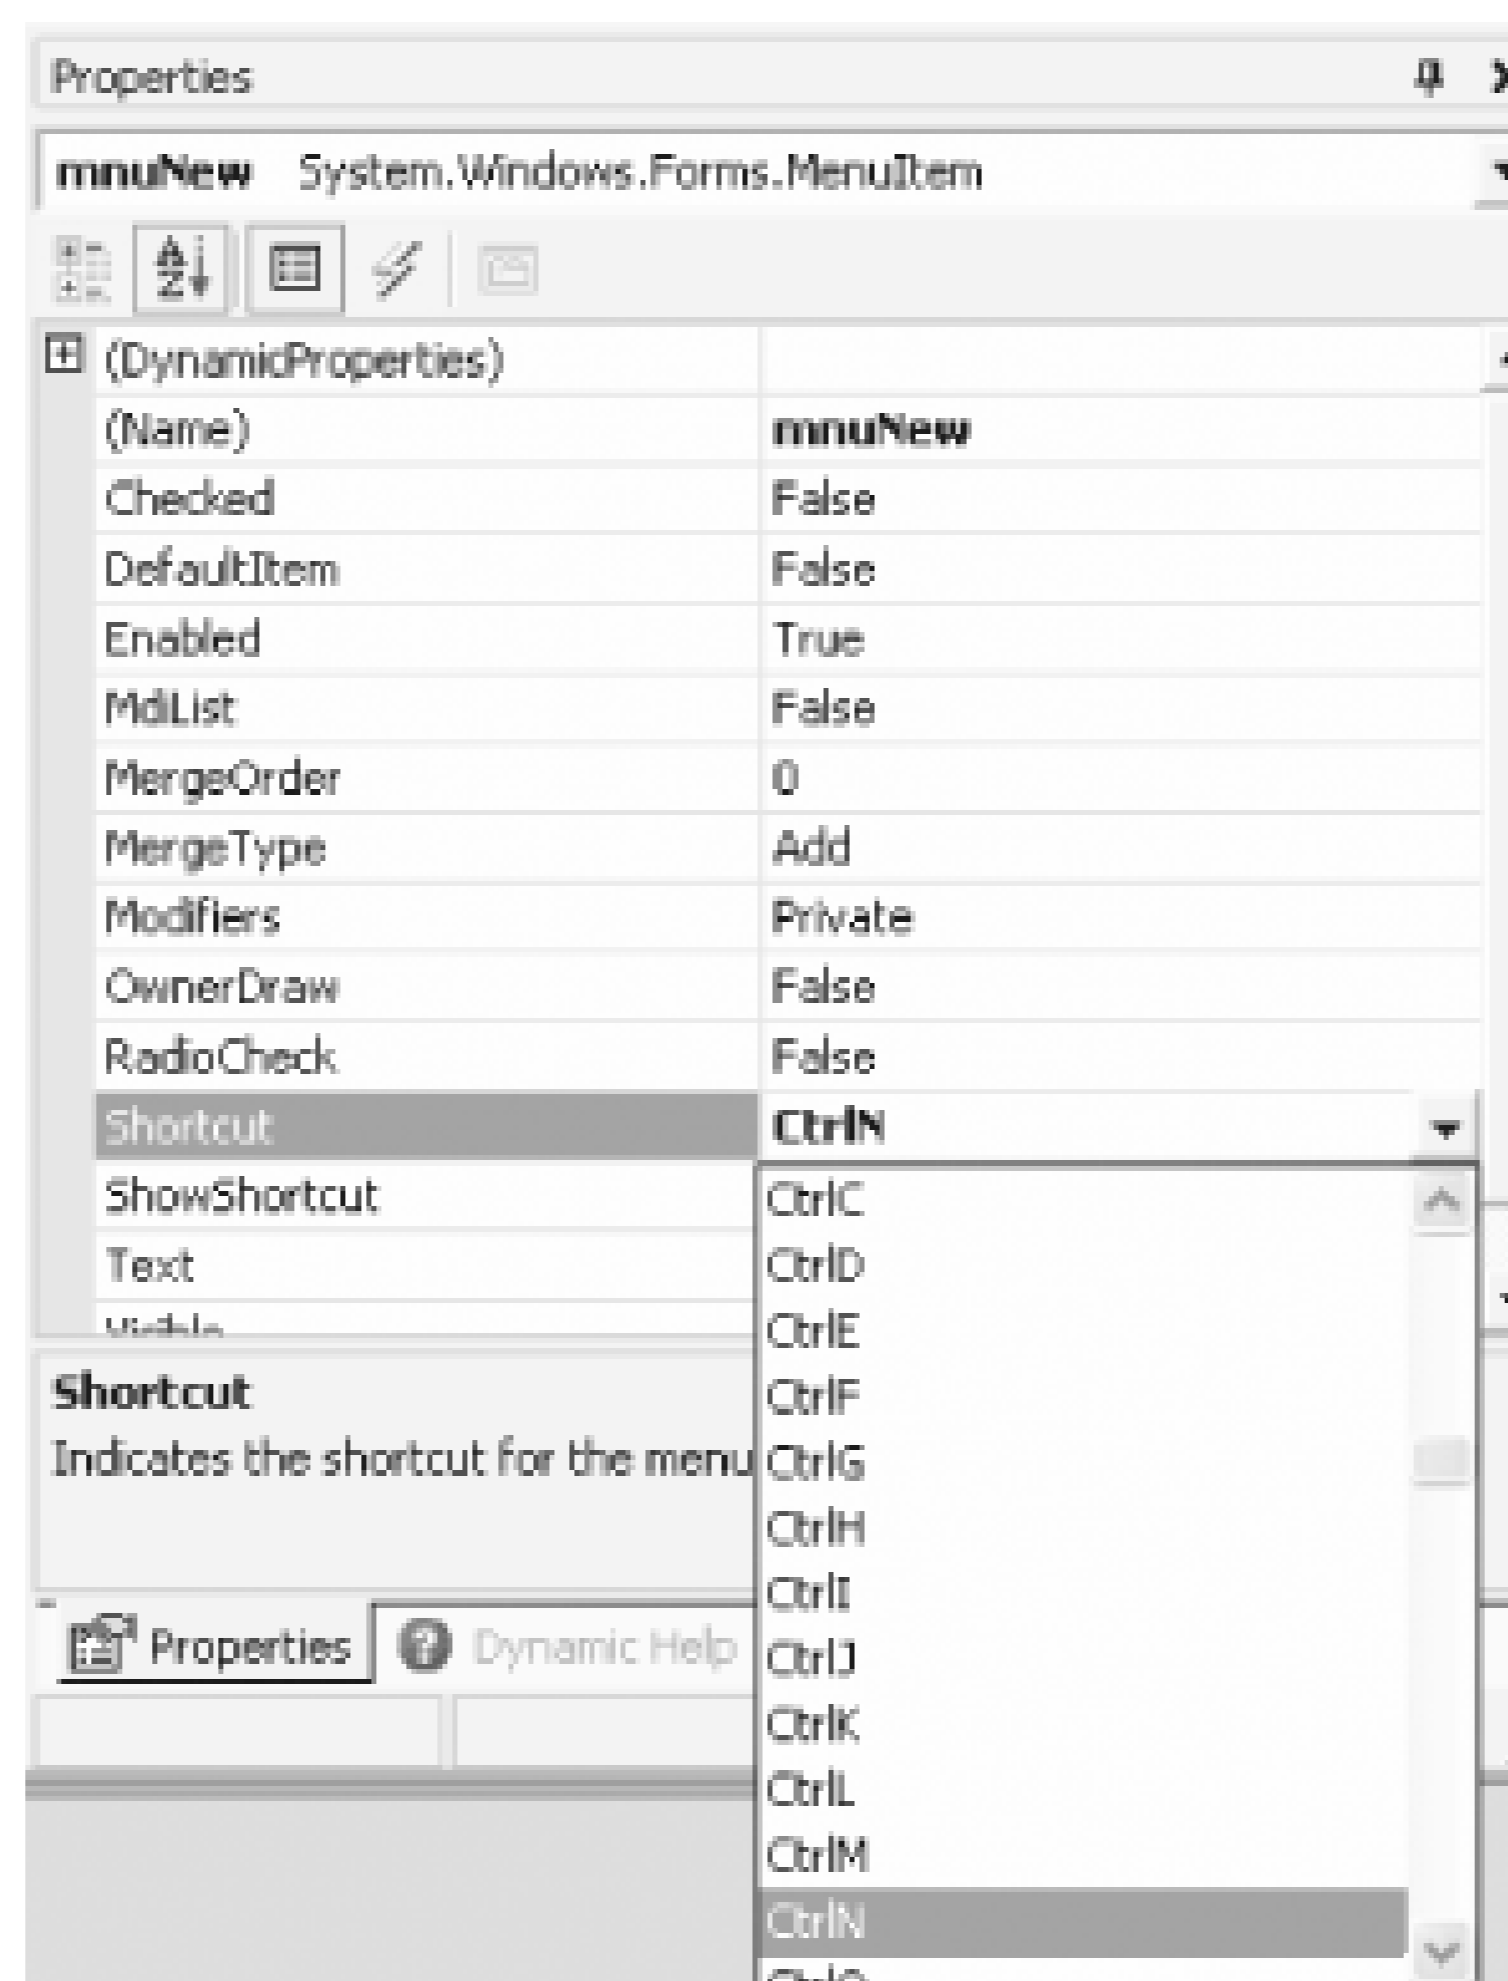 Properties
mnuNew System.Windows.Forms.MenuItem
(DynamicProperties)
(Name) mnuNew
Checked False
DefaultItem False
Enabled True
MdiList False
MergeOrder 0
MergeType Add
Modifiers Private
OwnerDraw False
RadioCheck False
Shortcut CtrlN
ShowShortcut
Text
Visible
CtrlC
CtrlD
CtrlE
CtrlF
CtrlG
CtrlH
CtrlI
CtrlJ
CtrlK
CtrlL
CtrlM
CtrlN
Shortcut
Indicates the shortcut for the menu
Properties Dynamic Help